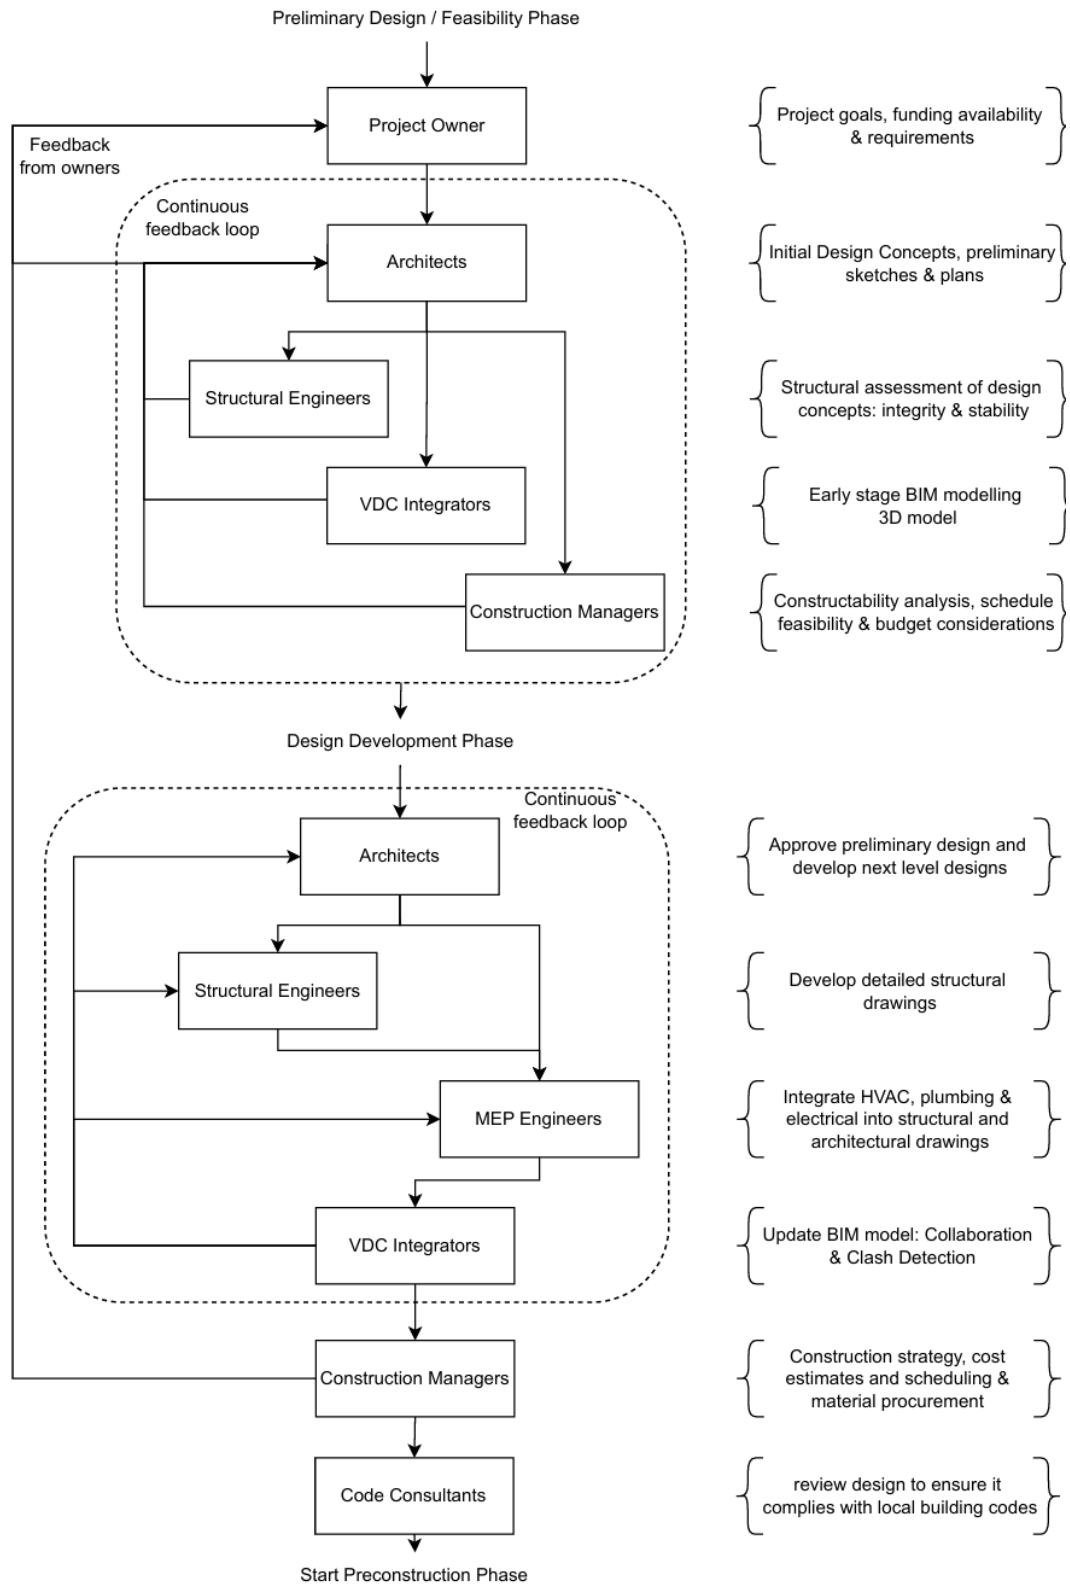 Preliminary Design / Feasibility Phase
Project Owner
Project goals, funding availability
& requirements
Feedback
from owners
Continuous
feedback loop
Architects
Initial Design Concepts, preliminary
sketches & plans
Structural Engineers
Structural assessment of design
concepts: integrity & stability
VDC Integrators
Early stage BIM modelling
3D model
Construction Managers
Constructability analysis, schedule
feasibility & budget considerations
Design Development Phase
Continuous
feedback loop
Architects
Approve preliminary design and
develop next level designs
Structural Engineers
Develop detailed structural
drawings
MEP Engineers
Integrate HVAC, plumbing &
electrical into structural and
architectural drawings
VDC Integrators
Update BIM model: Collaboration
& Clash Detection
Construction Managers
Construction strategy, cost
estimates and scheduling &
material procurement
Code Consultants
review design to ensure it
complies with local building codes
Start Preconstruction Phase